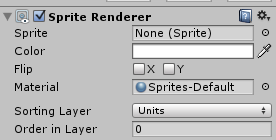 Sprite Renderer
Sprite None (Sprite)
Color
Flip X Y
Material Sprites-Default
Sorting Layer Units
Order in Layer 0